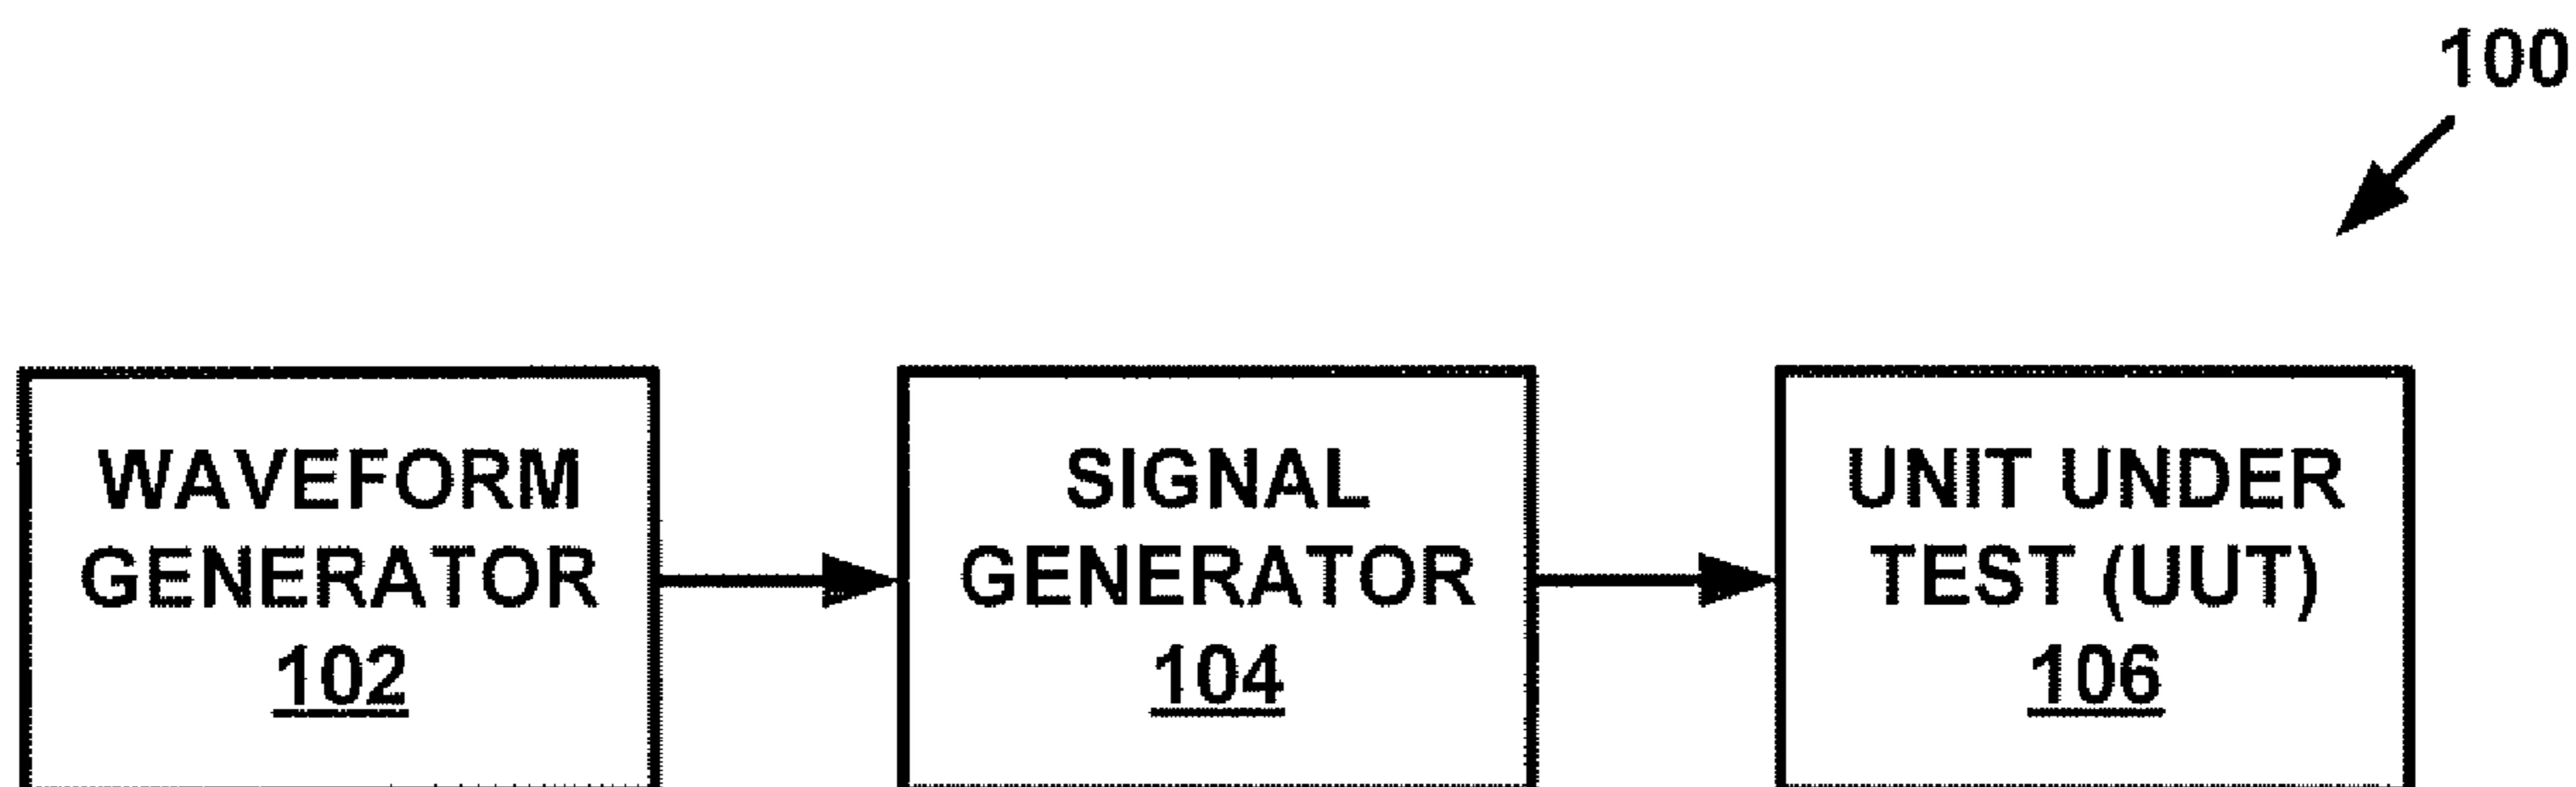 100
WAVEFORM
GENERATOR
102
SIGNAL
GENERATOR
104
UNIT UNDER
TEST (UUT)
106